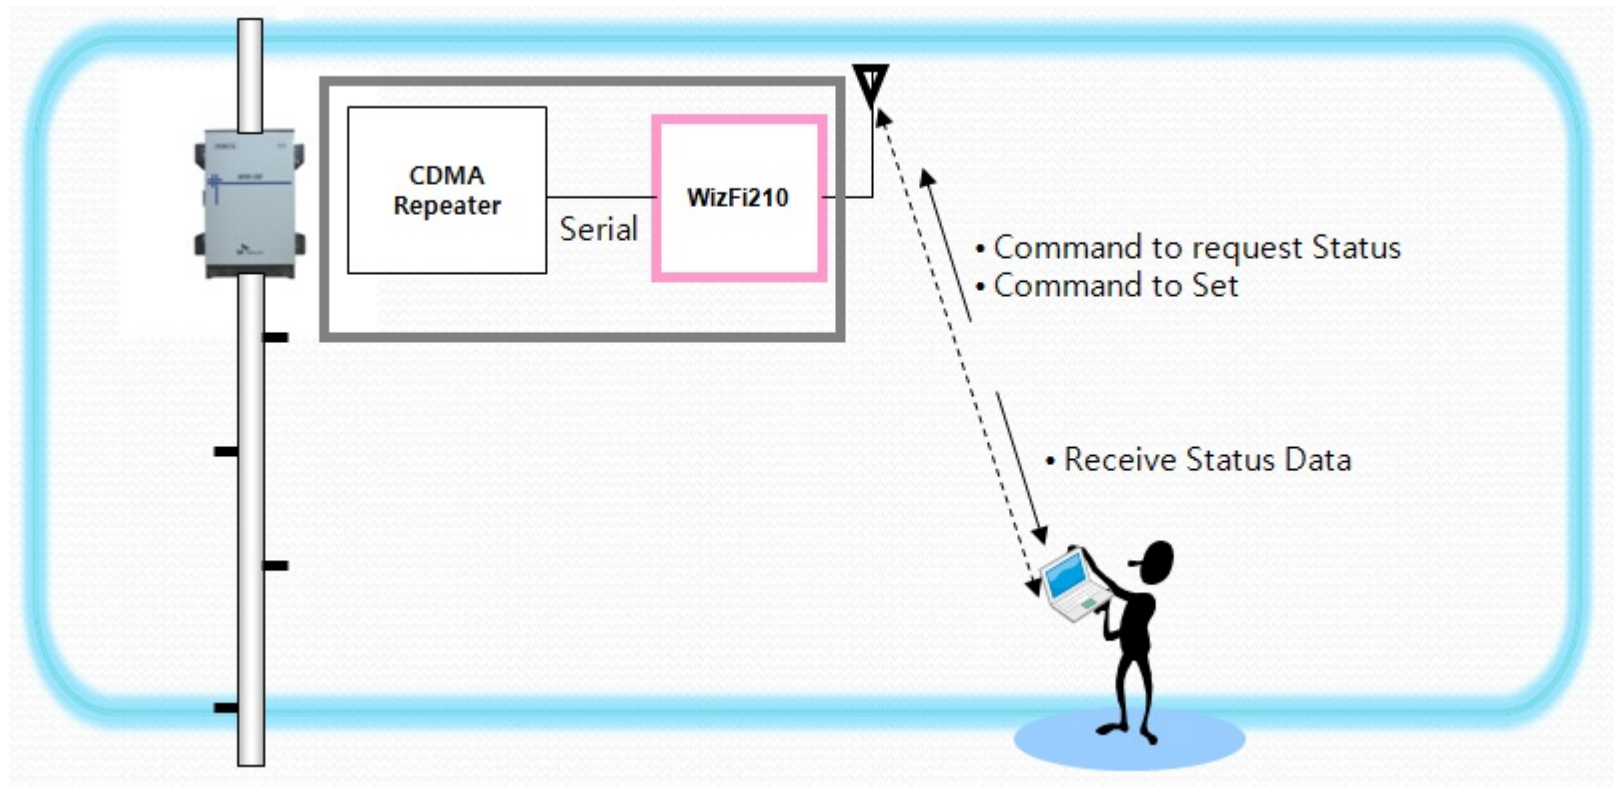 CDMA
Repeater
Serial
WizFi210
• Command to request Status
• Command to Set
• Receive Status Data